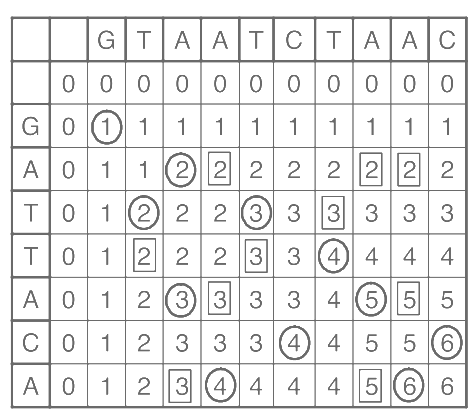 G T A A T C T A A C
0 0 0 0 0 0 0 0 0 0 0
G 0 1 1 1 1 1 1 1 1 1 1
A 0 1 1 2 2 2 2 2 2 2 2
T 0 1 2 2 2 3 3 3 3 3 3
T 0 1 2 2 2 3 3 4 4 4 4
A 0 1 2 3 3 3 3 4 5 5 5
C 0 1 2 3 3 3 4 4 5 5 6
A 0 1 2 3 4 4 4 4 5 6 6